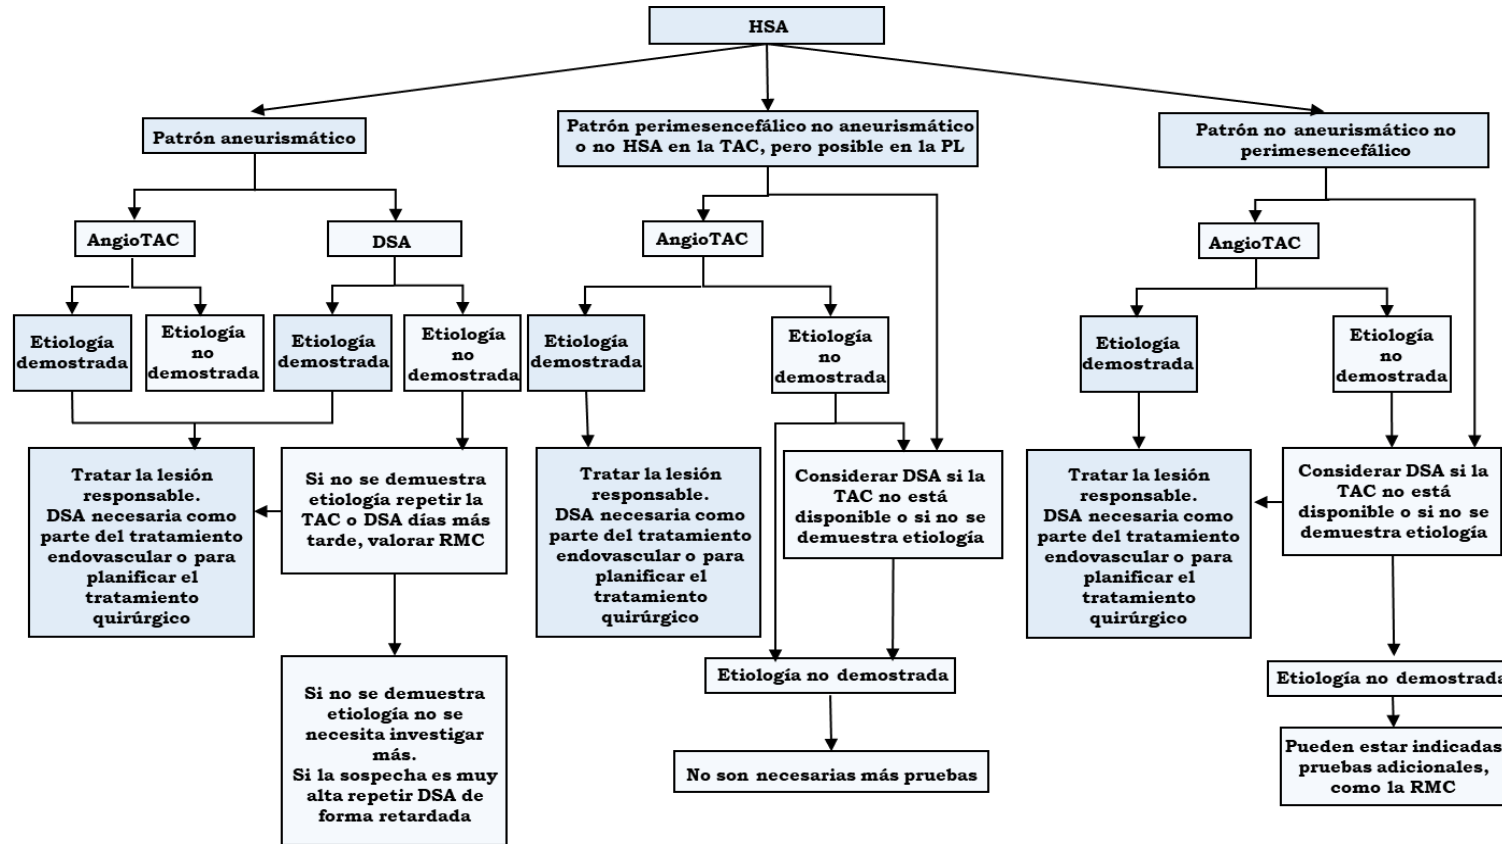 HSA
Patrón aneurismático
Patrón perimesencefálico no aneurismático
o no HSA en la TAC, pero posible en la PL
Patrón no aneurismático no
perimesencefálico
AngioTAC
DSA
AngioTAC
AngioTAC
Etiología
demostrada
Etiología
no
demostrada
Etiología
demostrada
Etiología
no
demostrada
Etiología
demostrada
Etiología
no
demostrada
Etiología
demostrada
Etiología
no
demostrada
Tratar la lesión
responsable.
DSA necesaria como
parte del tratamiento
endovascular o para
planificar el
tratamiento
quirúrgico
Si no se demuestra
etiología repetir la
TAC o DSA días más
tarde, valorar RMC
Tratar la lesión
responsable.
DSA necesaria como
parte del tratamiento
endovascular o para
planificar el
tratamiento
quirúrgico
Considerar DSA si la
TAC no está
disponible o si no se
demuestra etiología
Tratar la lesión
responsable.
DSA necesaria como
parte del tratamiento
endovascular o para
planificar el
tratamiento
quirúrgico
Considerar DSA si la
TAC no está
disponible o si no se
demuestra etiología
Si no se demuestra
etiología no se
necesita investigar
más.
Si la sospecha es muy
alta repetir DSA de
forma retardada
Etiología no demostrada
No son necesarias más pruebas
Etiología no demostrada
Pueden estar indicadas
pruebas adicionales,
como la RMC